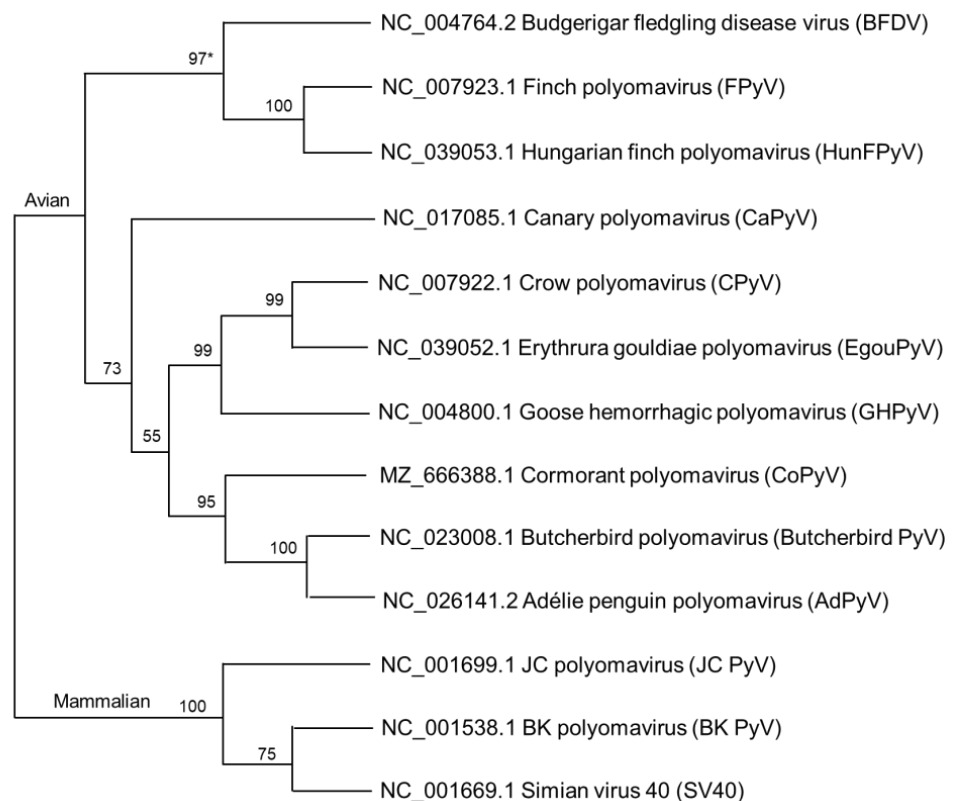 NC_004764.2 Budgerigar fledgling disease virus (BFDV)
97*
NC_007923.1 Finch polyomavirus (FPyV)
100
NC_039053.1 Hungarian finch polyomavirus (HunFPyV)
Avian
NC_017085.1 Canary polyomavirus (CaPyV)
NC_007922.1 Crow polyomavirus (CPyV)
99
NC_039052.1 Erythrura gouldiae polyomavirus (EgouPyV)
99
73
NC_004800.1 Goose hemorrhagic polyomavirus (GHPyV)
55
MZ_666388.1 Cormorant polyomavirus (CoPyV)
95
NC_023008.1 Butcherbird polyomavirus (Butcherbird PyV)
100
NC_026141.2 Adélie penguin polyomavirus (AdPyV)
NC_001699.1 JC polyomavirus (JC PyV)
Mammalian
100
NC_001538.1 BK polyomavirus (BK PyV)
75
NC_001669.1 Simian virus 40 (SV40)